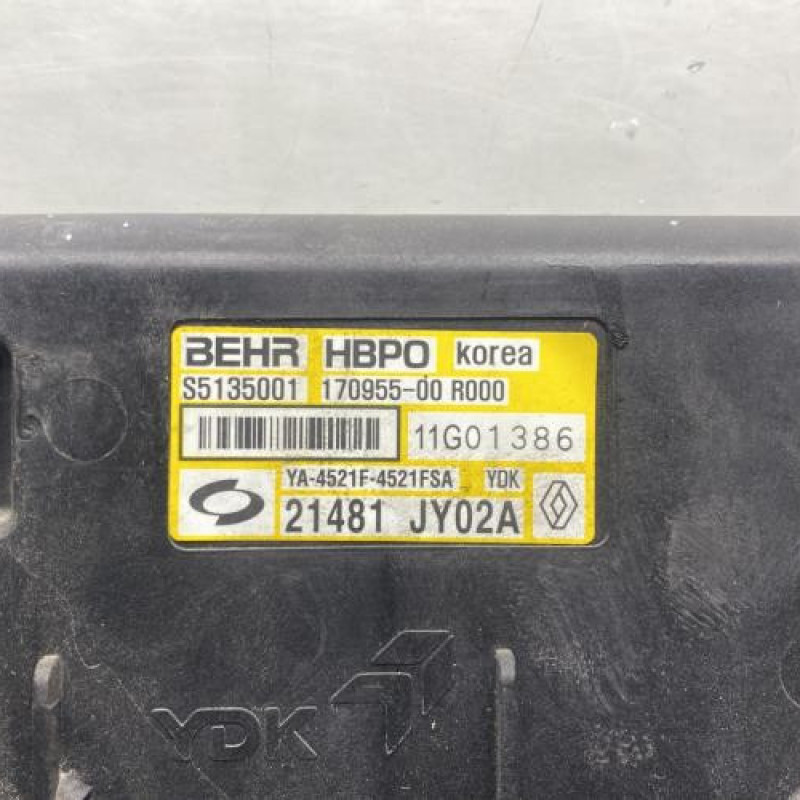 BEHR HBPO korea
S5135001 170955-00 R000
11G01386
YA-4521F-4521FSA YDK
21481 JY02A
YDK